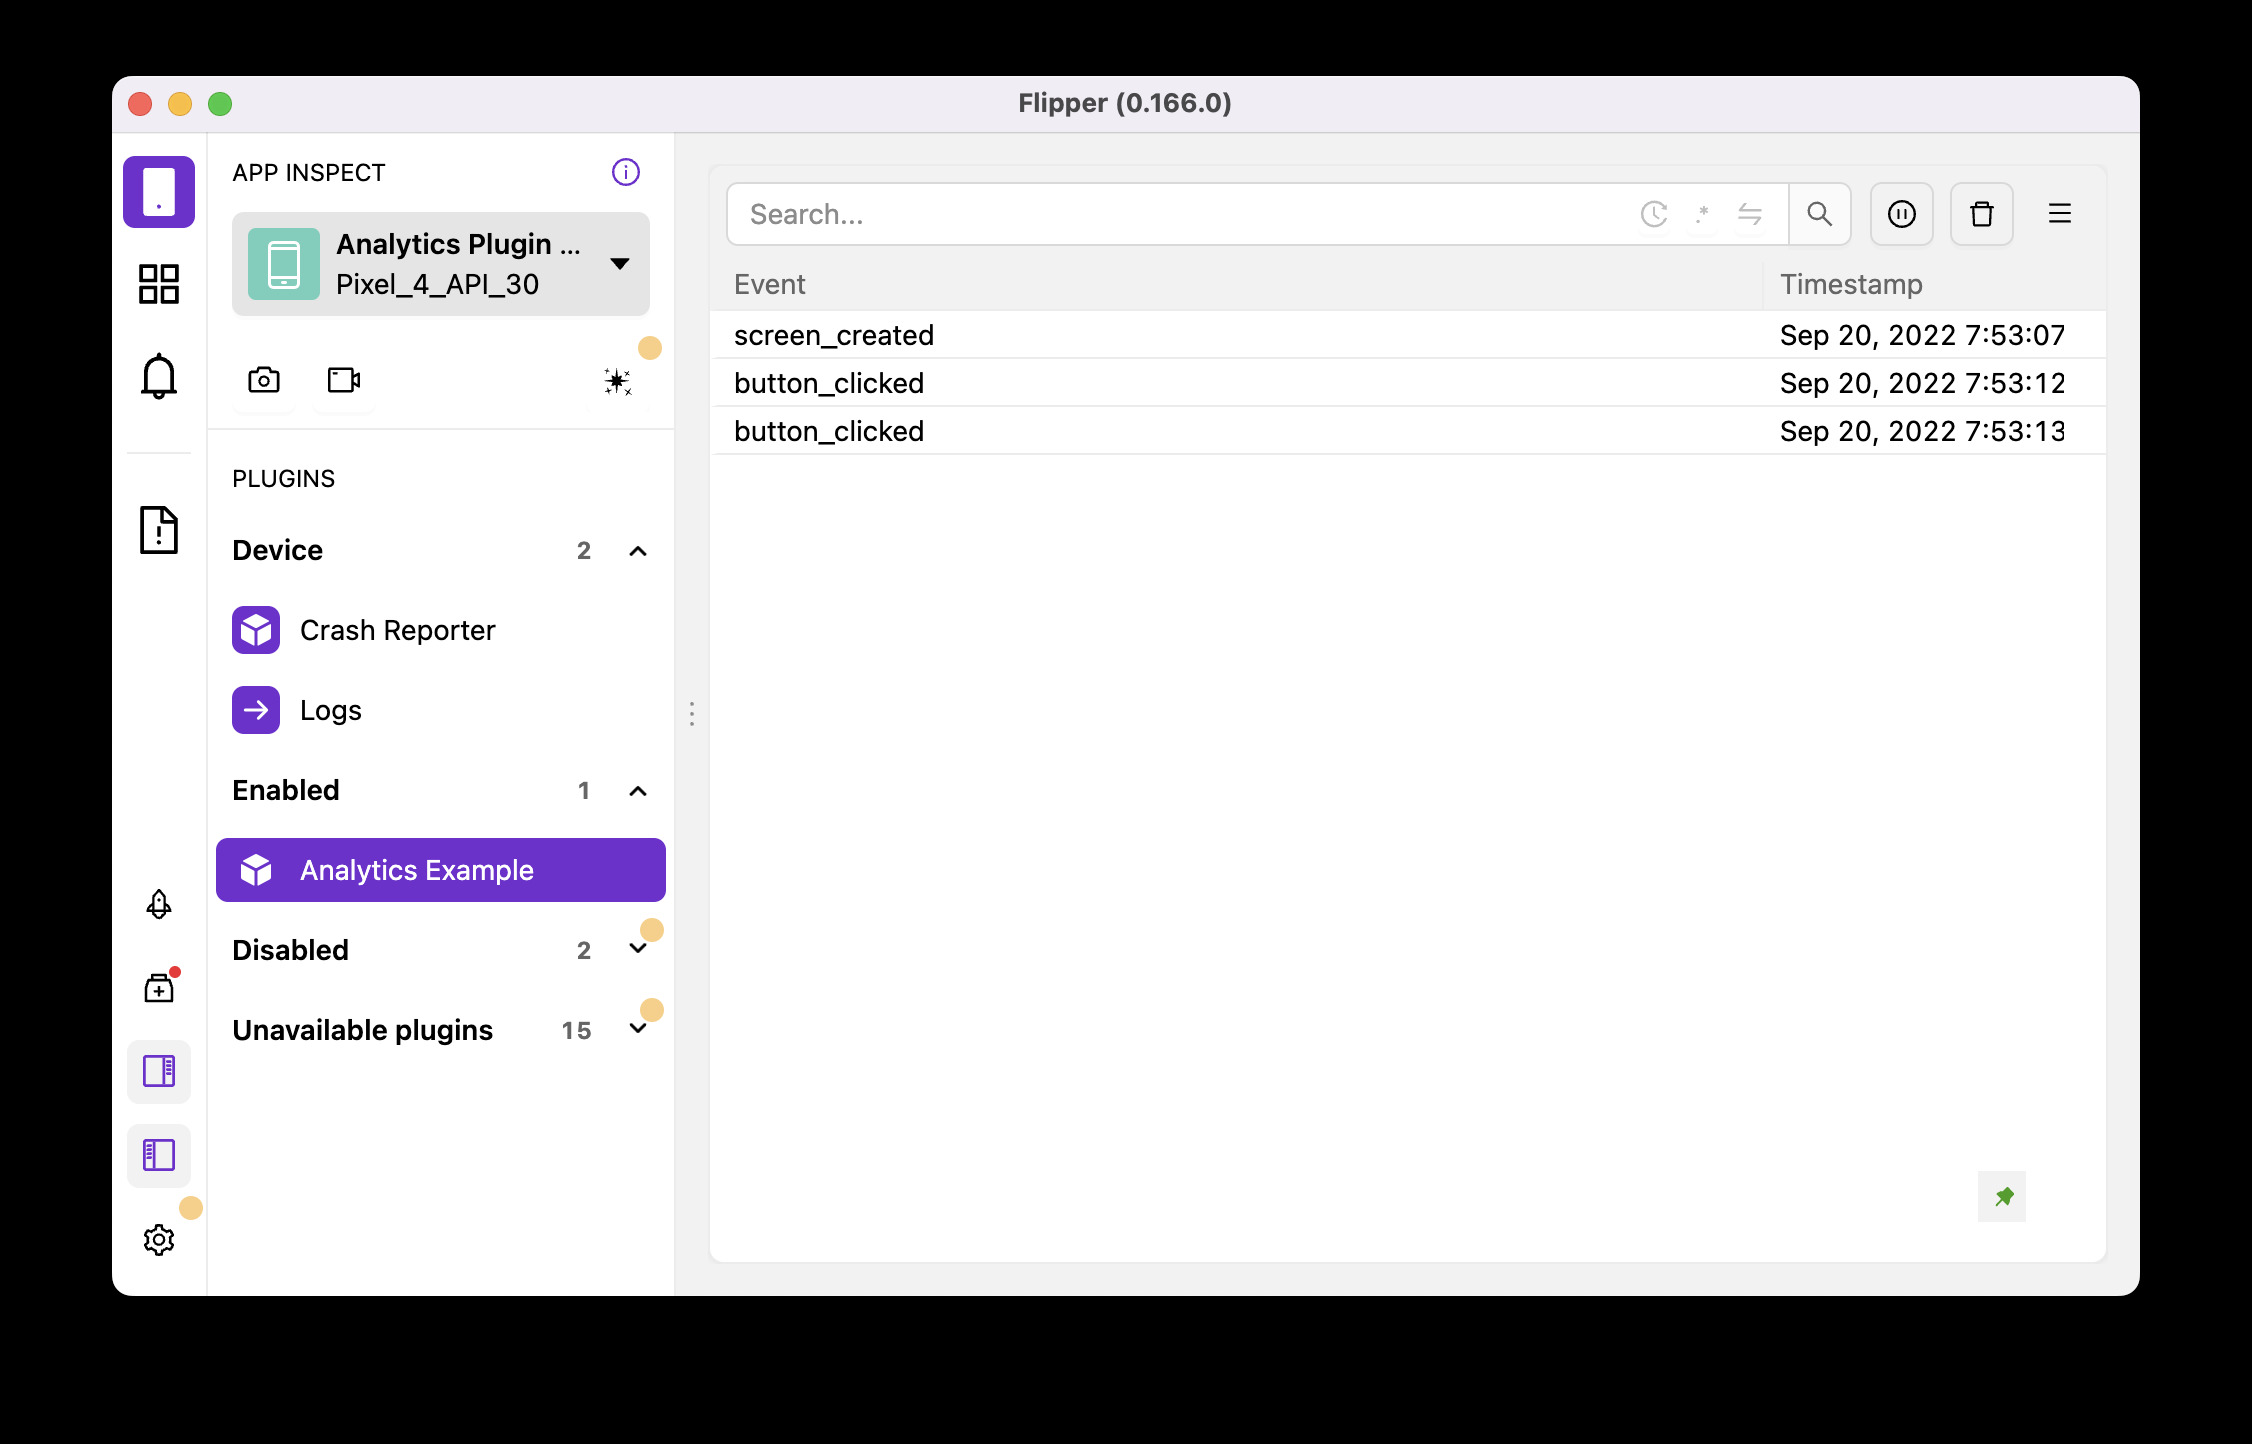 Flipper (0.166.0)
APP INSPECT
Analytics Plugin ...
Pixel_4_API_30
PLUGINS
Device 2
Crash Reporter
Logs
Enabled 1
Analytics Example
Disabled 2
Unavailable plugins 15
Search... .*
Event Timestamp
screen_created Sep 20, 2022 7:53:07
button_clicked Sep 20, 2022 7:53:12
button_clicked Sep 20, 2022 7:53:13